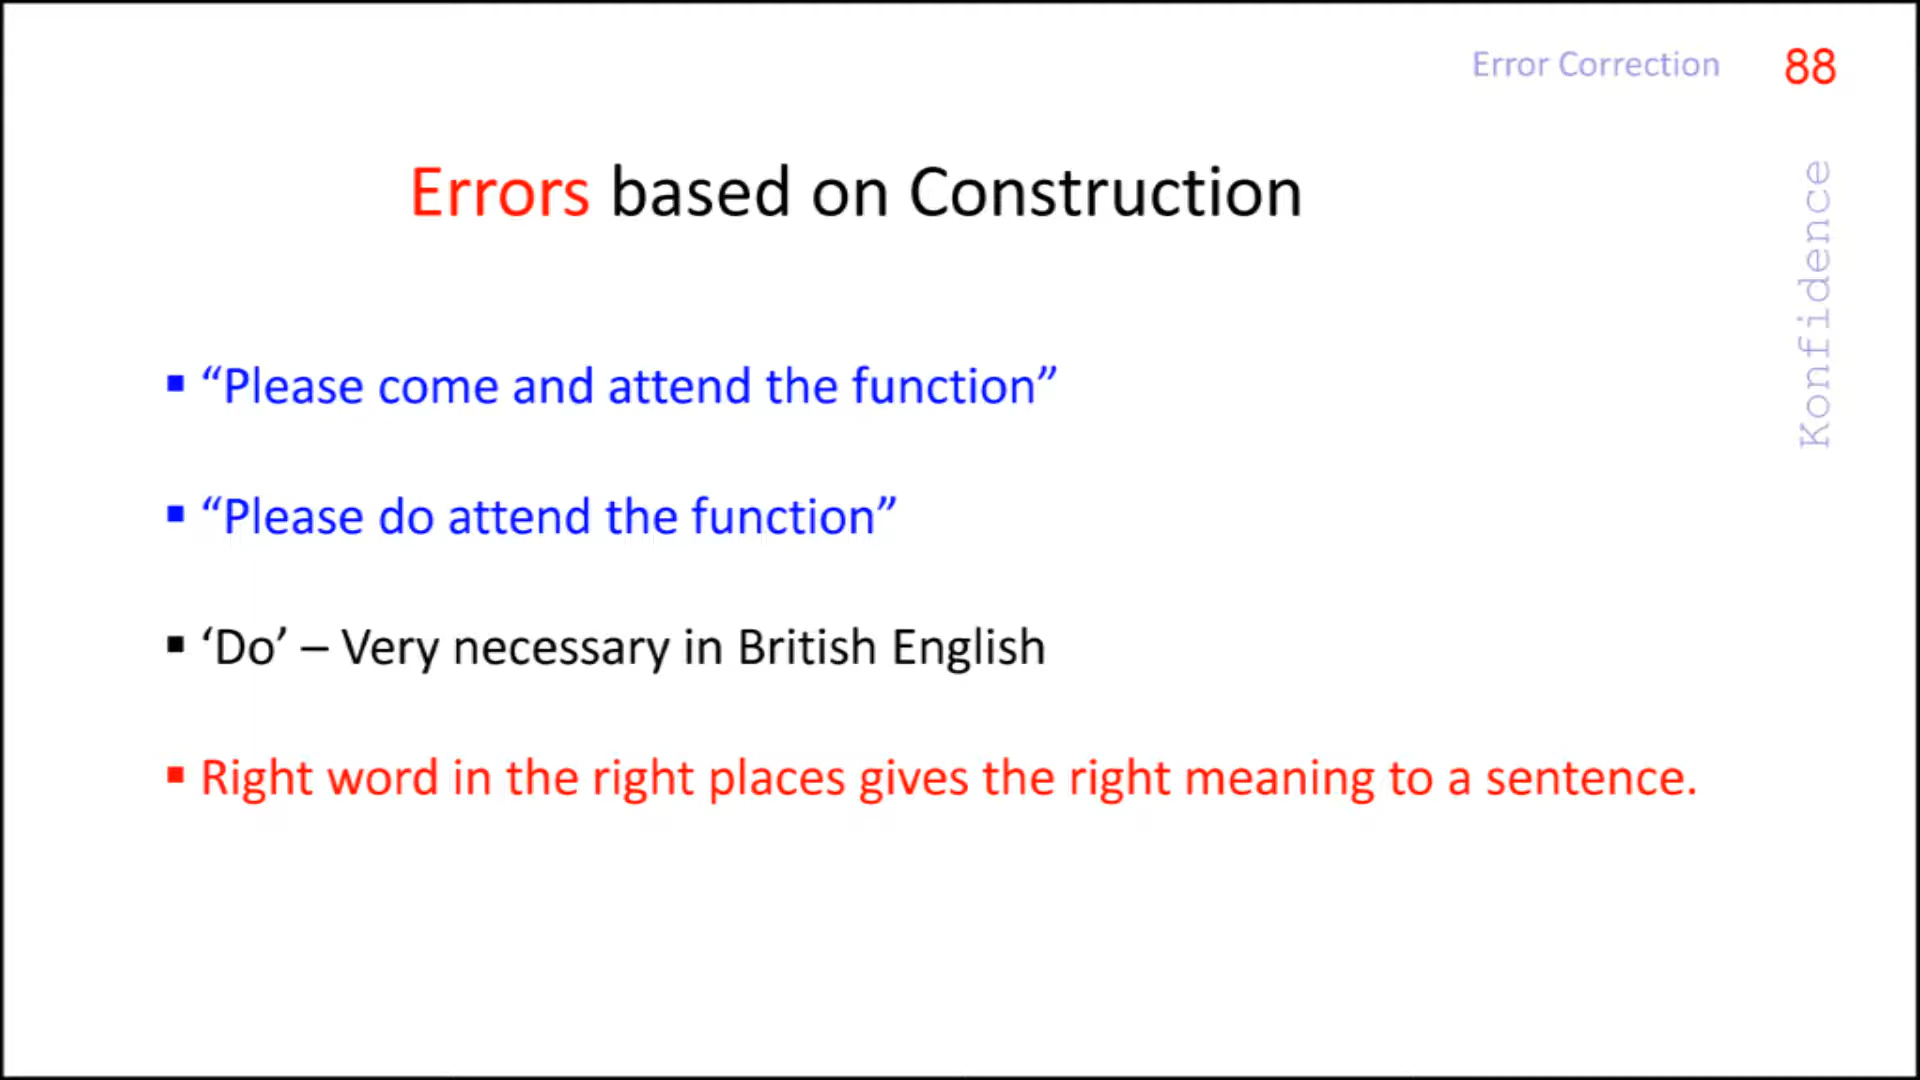 Error Correction 88
Konfidence
Errors based on Construction
▪ “Please come and attend the function”
▪ “Please do attend the function”
▪ ‘Do’ – Very necessary in British English
▪ Right word in the right places gives the right meaning to a sentence.